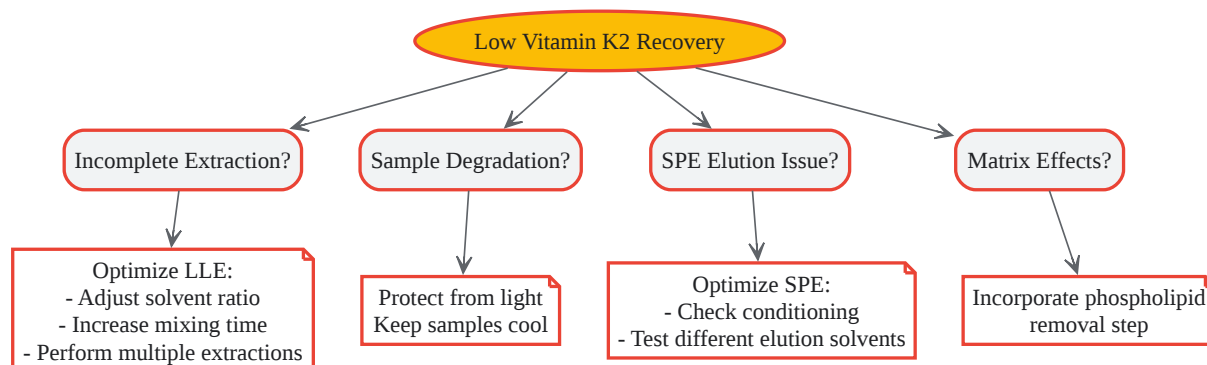 Low Vitamin K2 Recovery
Incomplete Extraction?
Sample Degradation?
SPE Elution Issue?
Matrix Effects?
Optimize LLE:
- Adjust solvent ratio
- Increase mixing time
- Perform multiple extractions
Protect from light
Keep samples cool
Optimize SPE:
- Check conditioning
- Test different elution solvents
Incorporate phospholipid
removal step